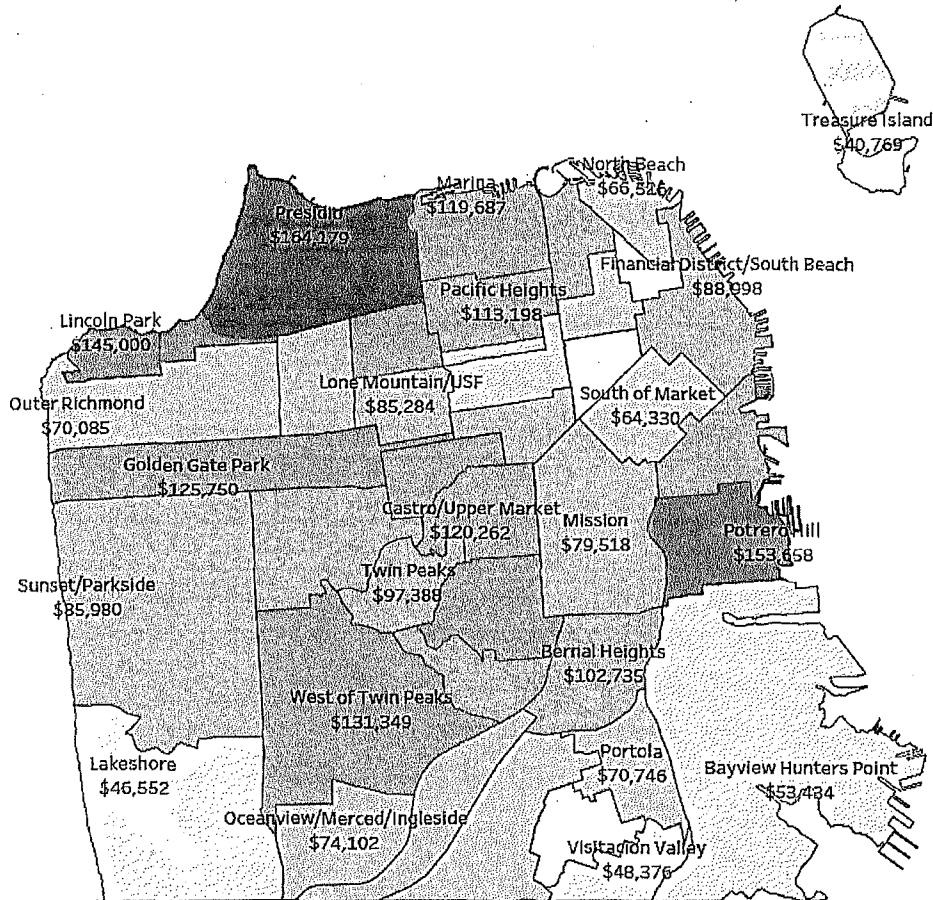 Treasure Island
$40,769
North Beach
$66,516
Marina
$119,687
Presidio
$164,179
Financial District/South Beach
$88,998
Pacific Heights
$113,198
Lincoln Park
$145,000
Lone Mountain/USF
$85,284
South of Market
$64,330
Outer Richmond
$70,085
Golden Gate Park
$125,750
Castro/Upper Market
$120,262
Mission
$79,518
Potrero Hill
$153,658
Twin Peaks
$97,388
Sunset/Parkside
$85,980
Bernal Heights
$102,735
West of Twin Peaks
$131,349
Lakeshore
$46,552
Portola
$70,746
Bayview Hunters Point
$53,434
Oceanview/Merced/Ingleside
$74,102
Visitacion Valley
$48,376